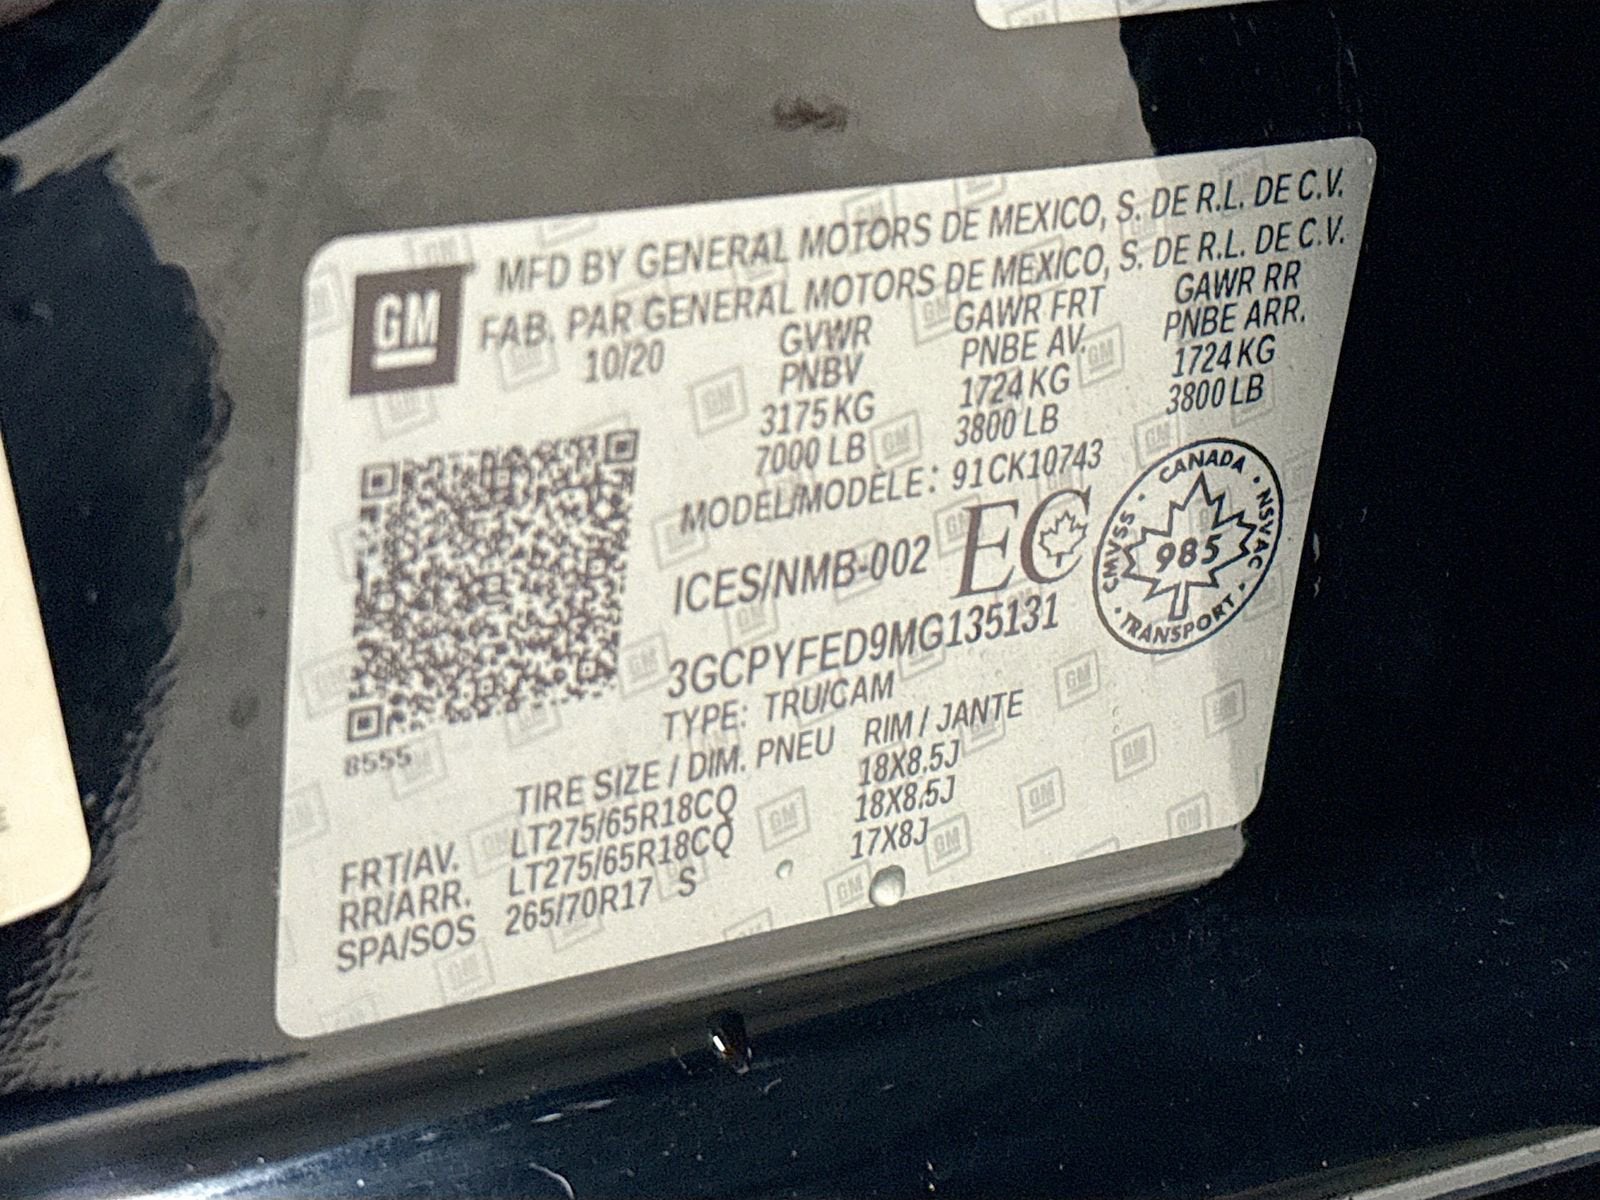 GM
MFD BY GENERAL MOTORS DE MEXICO, S. DE R.L. DE C.V.
FAB. PAR GENERAL MOTORS DE MEXICO, S. DE R.L. DE C.V.
10/20 GVWR GAWR FRT GAWR RR
PNBV PNBE AV. PNBE ARR.
3175 KG 1724 KG 1724 KG
7000 LB 3800 LB 3800 LB
MODEL/MODÈLE: 91CK10743
ICES/NMB-002 EC
CANADA · NSVAC · TRANSPORT · CMVSS ·
985
3GCPYFED9MG135131
TYPE: TRU/CAM
8555
TIRE SIZE / DIM. PNEU RIM / JANTE
FRT/AV. LT275/65R18CQ 18X8.5J
RR/ARR. LT275/65R18CQ 18X8.5J
SPA/SOS 265/70R17 S 17X8J